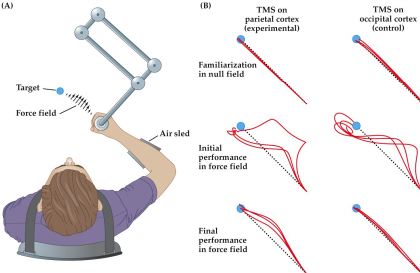 (A)
Target
Force field
Air sled
(B)
TMS on
parietal cortex
(experimental)
TMS on
occipital cortex
(control)
Familiarization
in null field
Initial
performance
in force field
Final
performance
in force field